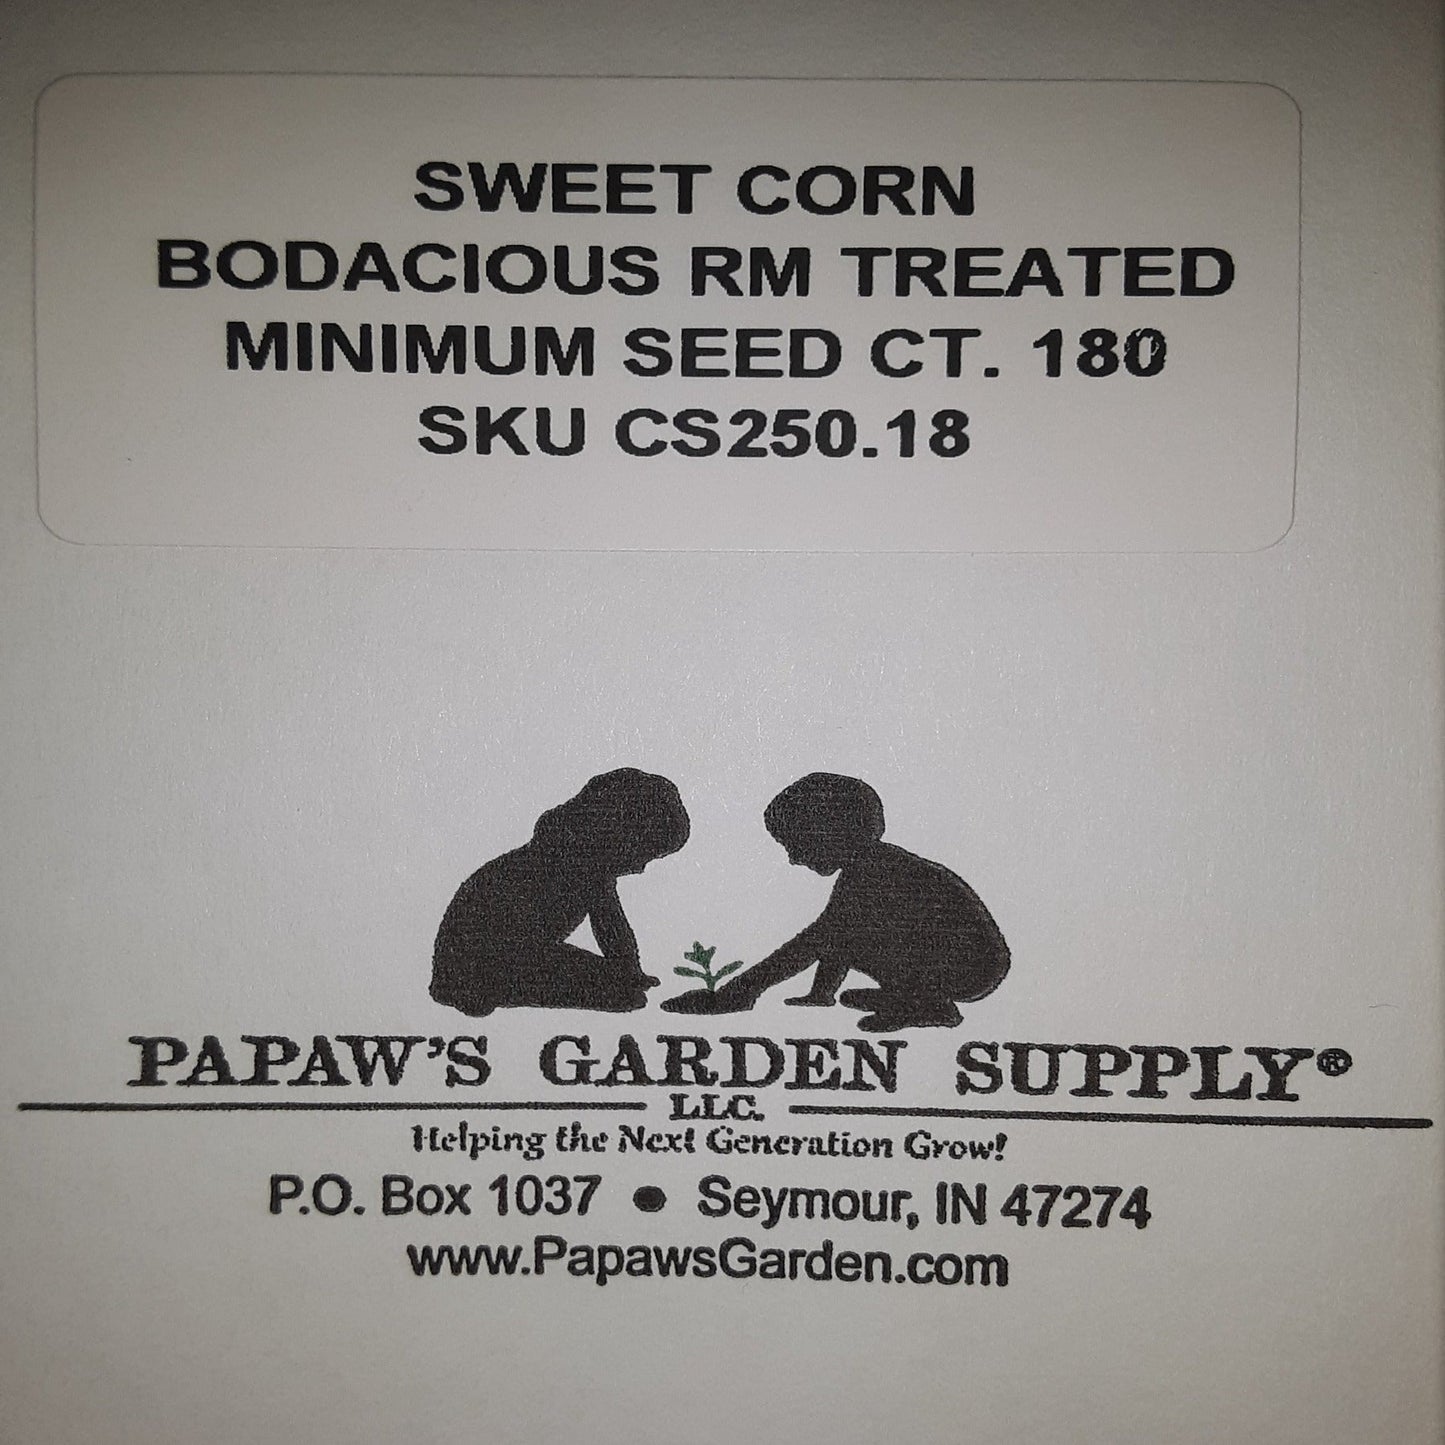 SWEET CORN
BODACIOUS RM TREATED
MINIMUM SEED CT. 180
SKU CS250.18
PAPAW'S GARDEN SUPPLY®
LLC.
Helping the Next Generation Grow!
P.O. Box 1037 • Seymour, IN 47274
www.PapawsGarden.com